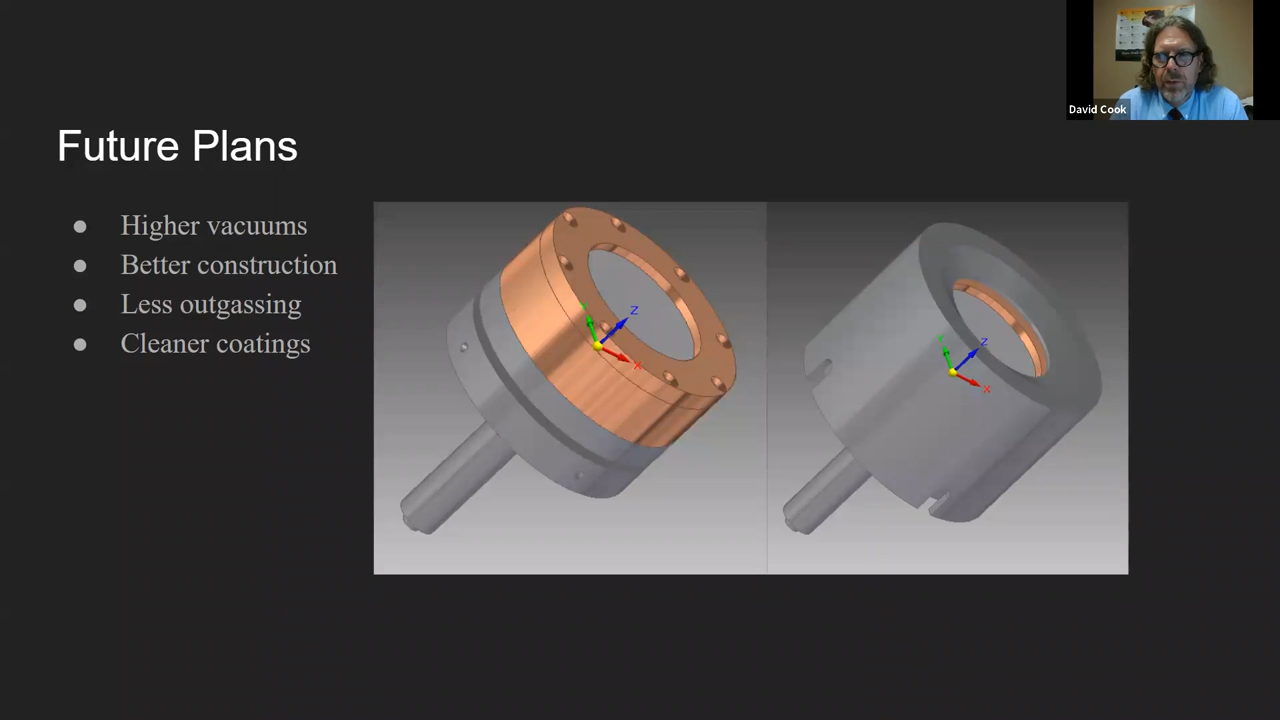 David Cook
Future Plans
● Higher vacuums
● Better construction
● Less outgassing
● Cleaner coatings
Z
X
Y
Z
X